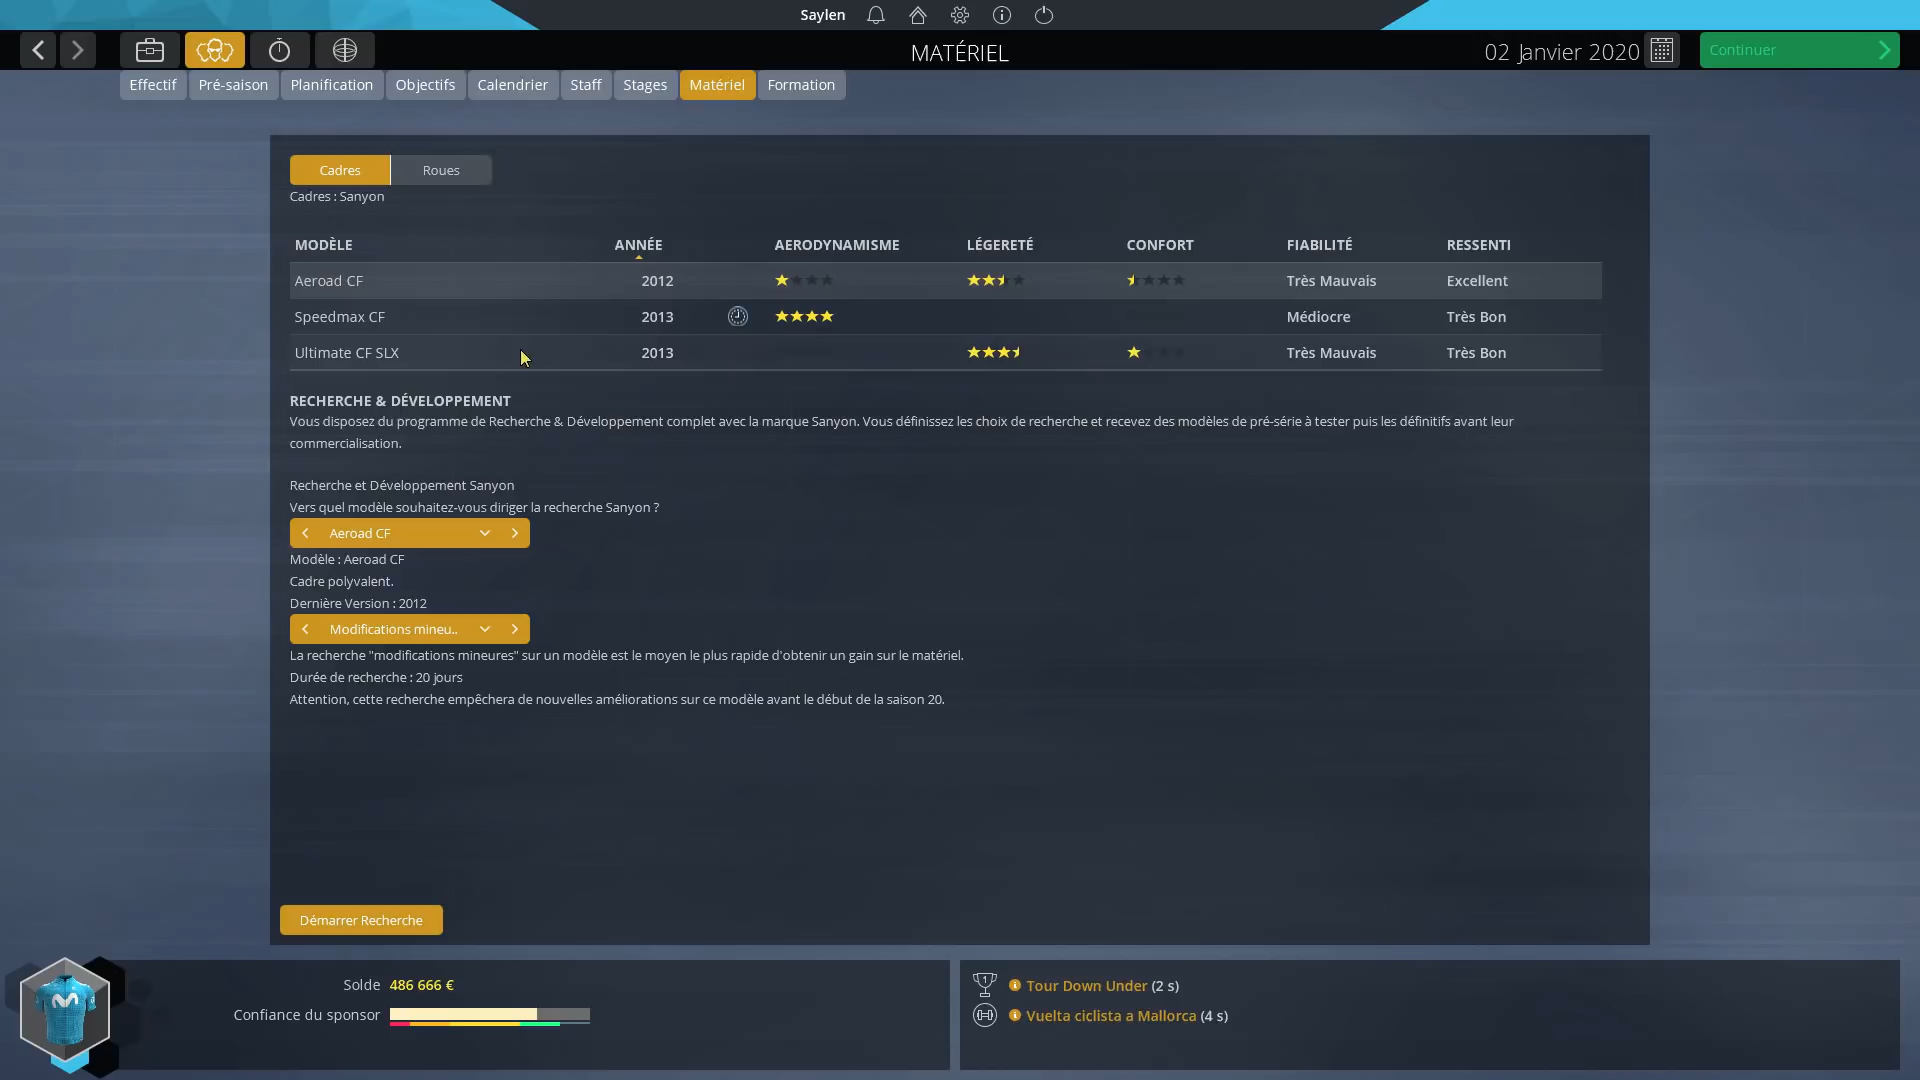 Saylen
MATÉRIEL
02 Janvier 2020
Continuer
Effectif Pré-saison Planification Objectifs Calendrier Staff Stages Matériel Formation
Cadres Roues
Cadres : Sanyon
MODÈLE ANNÉE AERODYNAMISME LÉGERETÉ CONFORT FIABILITÉ RESSENTI
Aeroad CF 2012 Très Mauvais Excellent
Speedmax CF 2013 Médiocre Très Bon
Ultimate CF SLX 2013 Très Mauvais Très Bon
RECHERCHE & DÉVELOPPEMENT
Vous disposez du programme de Recherche & Développement complet avec la marque Sanyon. Vous définissez les choix de recherche et recevez des modèles de pré-série à tester puis les définitifs avant leur
commercialisation.
Recherche et Développement Sanyon
Vers quel modèle souhaitez-vous diriger la recherche Sanyon ?
Aeroad CF
Modèle : Aeroad CF
Cadre polyvalent.
Dernière Version : 2012
Modifications mineu..
La recherche "modifications mineures" sur un modèle est le moyen le plus rapide d'obtenir un gain sur le matériel.
Durée de recherche : 20 jours
Attention, cette recherche empêchera de nouvelles améliorations sur ce modèle avant le début de la saison 20.
Démarrer Recherche
Solde 486 666 €
Confiance du sponsor
Tour Down Under (2 s)
Vuelta ciclista a Mallorca (4 s)